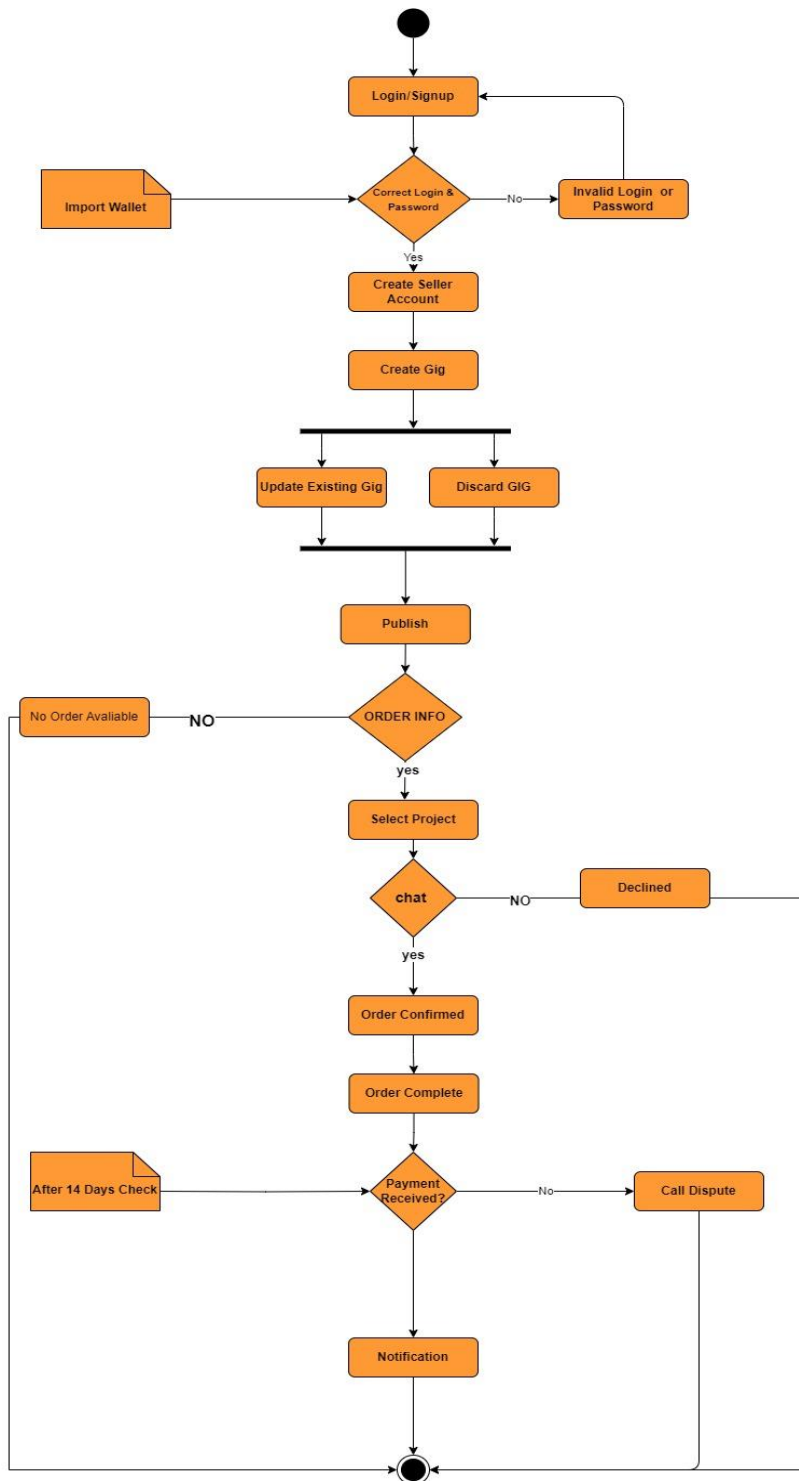 Login/Signup
Correct Login &
Password
No
Invalid Login or
Password
Import Wallet
Yes
Create Seller
Account
Create Gig
Update Existing Gig
Discard GIG
Publish
No Order Avaliable
NO
ORDER INFO
yes
Select Project
chat
NO
Declined
yes
Order Confirmed
Order Complete
After 14 Days Check
Payment
Received?
No
Call Dispute
Notification